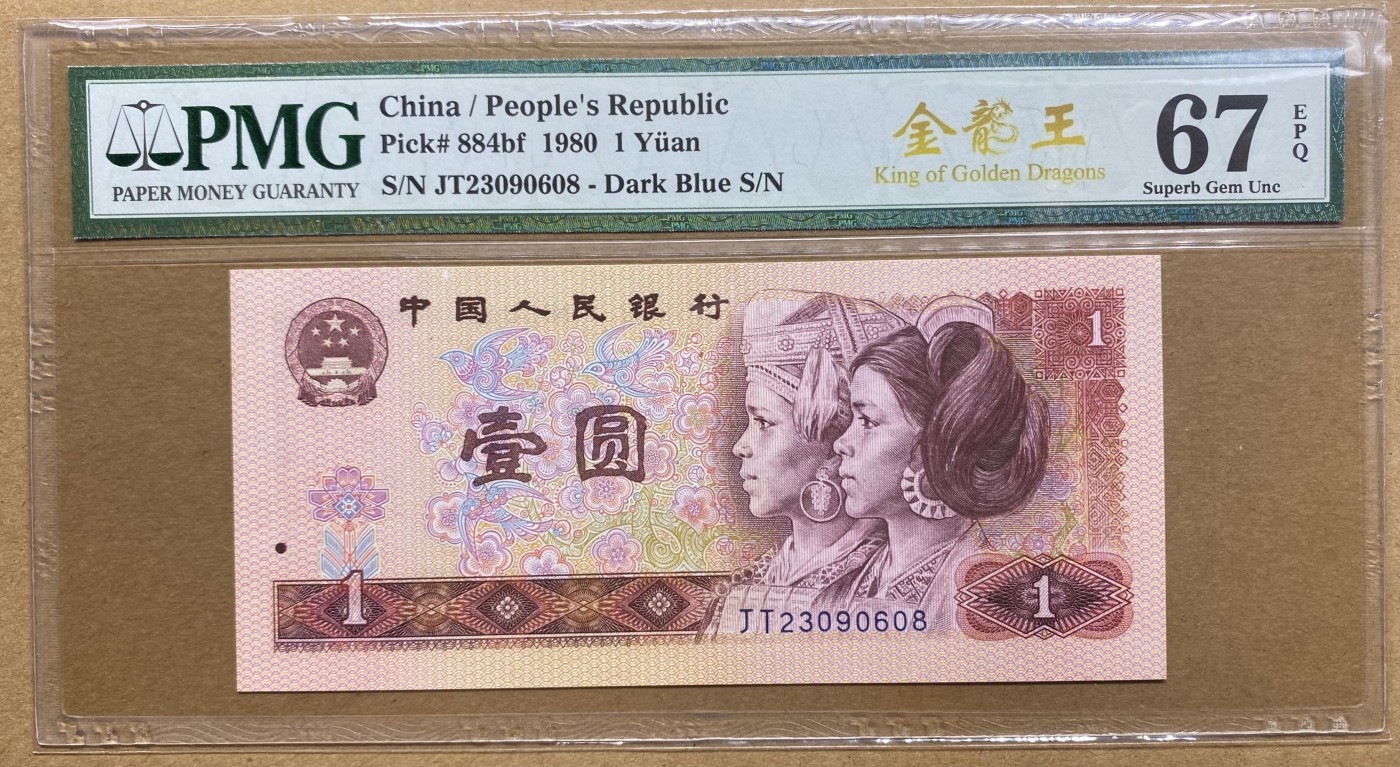 PMG
PAPER MONEY GUARANTY
China / People's Republic
Pick# 884bf 1980 1 Yüan
S/N JT23090608 - Dark Blue S/N
金龍王
King of Golden Dragons
67
EPQ
Superb Gem Unc
中国人民银行
1
壹圆
1
JT23090608
1